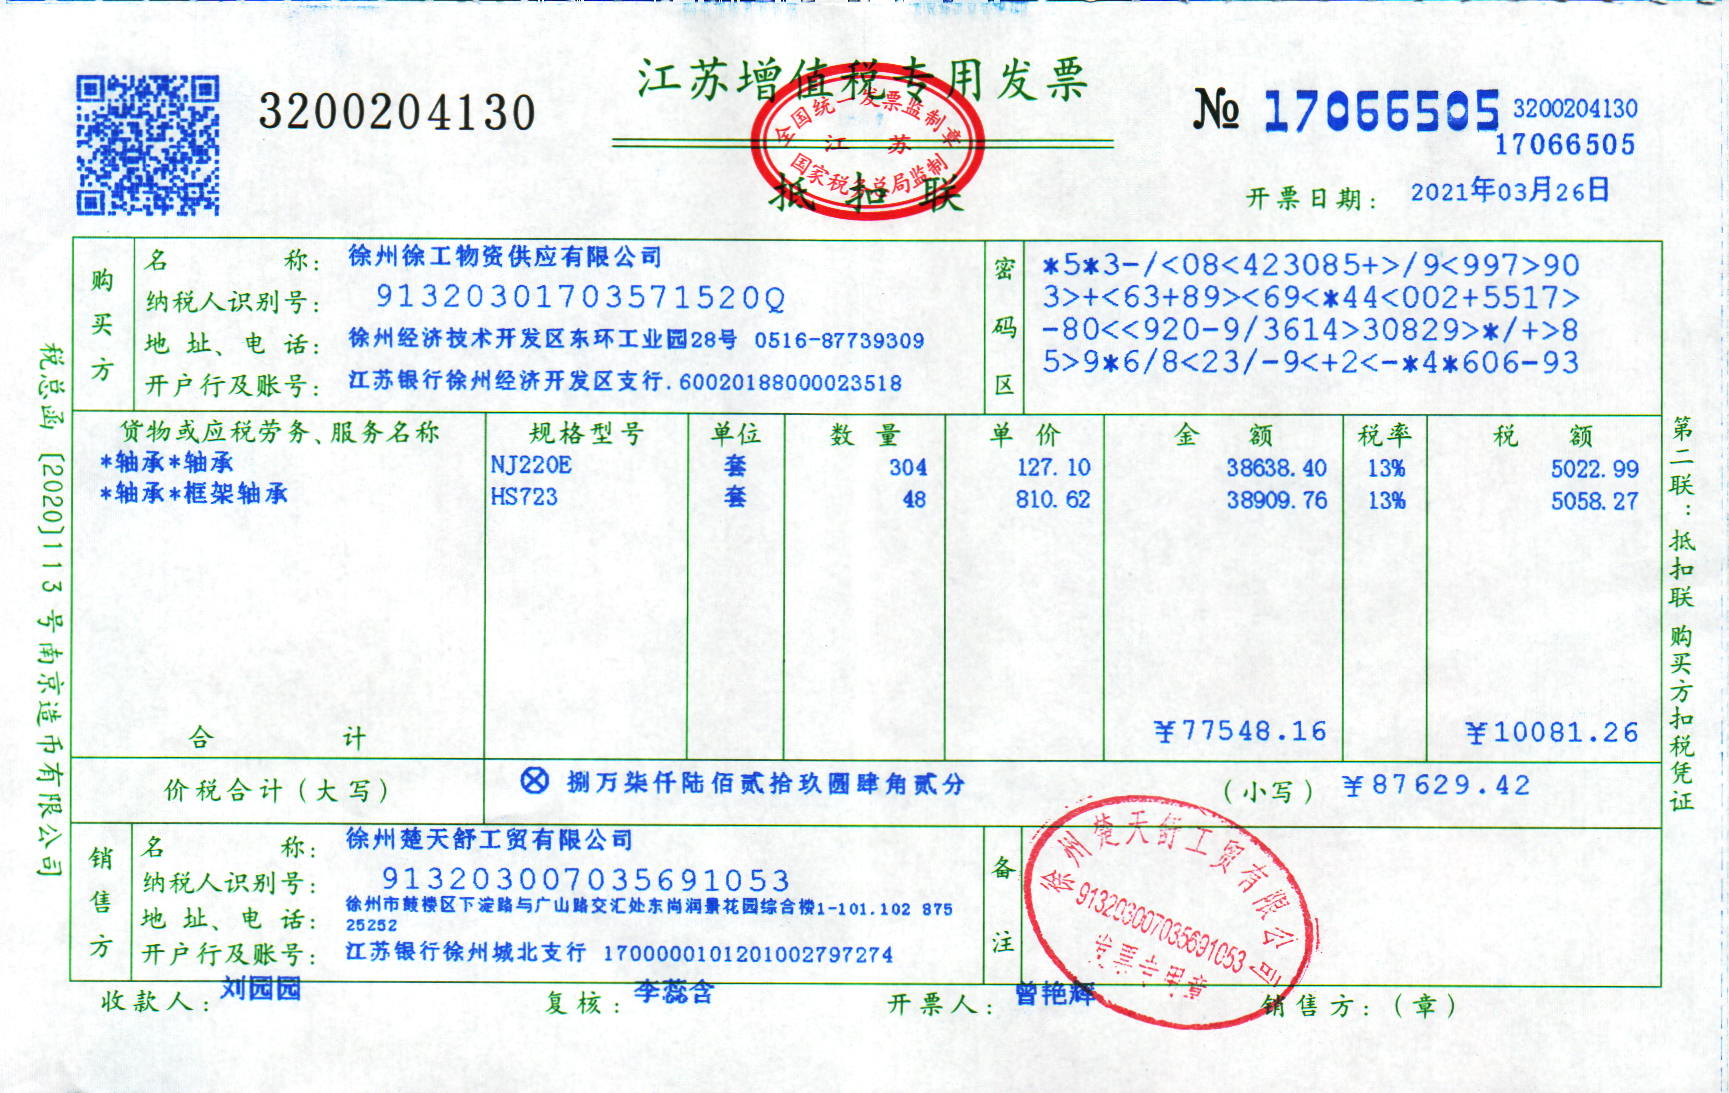 江苏增值税专用发票
3200204130
№ 17066505
3200204130
17066505
全国统一发票监制章
江 苏
国家税务总局监制
抵 扣 联
开票日期: 2021年03月26日
税总函[2020]113号南京造币有限公司
购买方
名 称: 徐州徐工物资供应有限公司
纳税人识别号: 91320301703571520Q
地 址、电 话: 徐州经济技术开发区东环工业园28号 0516-87739309
开户行及账号: 江苏银行徐州经济开发区支行.60020188000023518
密码区
*5*3-/<08<423085+>/9<997>90
3>+<63+89><69<*44<002+5517>
-80<<920-9/3614>30829>*/+>8
5>9*6/8<23/-9<+2<-*4*606-93
货物或应税劳务、服务名称 规格型号 单位 数 量 单 价 金 额 税率 税 额
*轴承*轴承 NJ220E 套 304 127.10 38638.40 13% 5022.99
*轴承*框架轴承 HS723 套 48 810.62 38909.76 13% 5058.27
合 计 ¥77548.16 ¥10081.26
价税合计(大写) ⊗ 捌万柒仟陆佰贰拾玖圆肆角贰分 (小写) ¥87629.42
销售方
名 称: 徐州楚天舒工贸有限公司
纳税人识别号: 913203007035691053
地 址、电 话: 徐州市鼓楼区下淀路与广山路交汇处东尚润景花园综合楼1-101.102 875
25252
开户行及账号: 江苏银行徐州城北支行 17000001012010027972​74
备注
徐州楚天舒工贸有限公司
913203007035691053
发票专用章
收款人: 刘园园 复核: 李蕊含 开票人: 曾艳辉 销售方:(章)
第二联:抵扣联 购买方扣税凭证